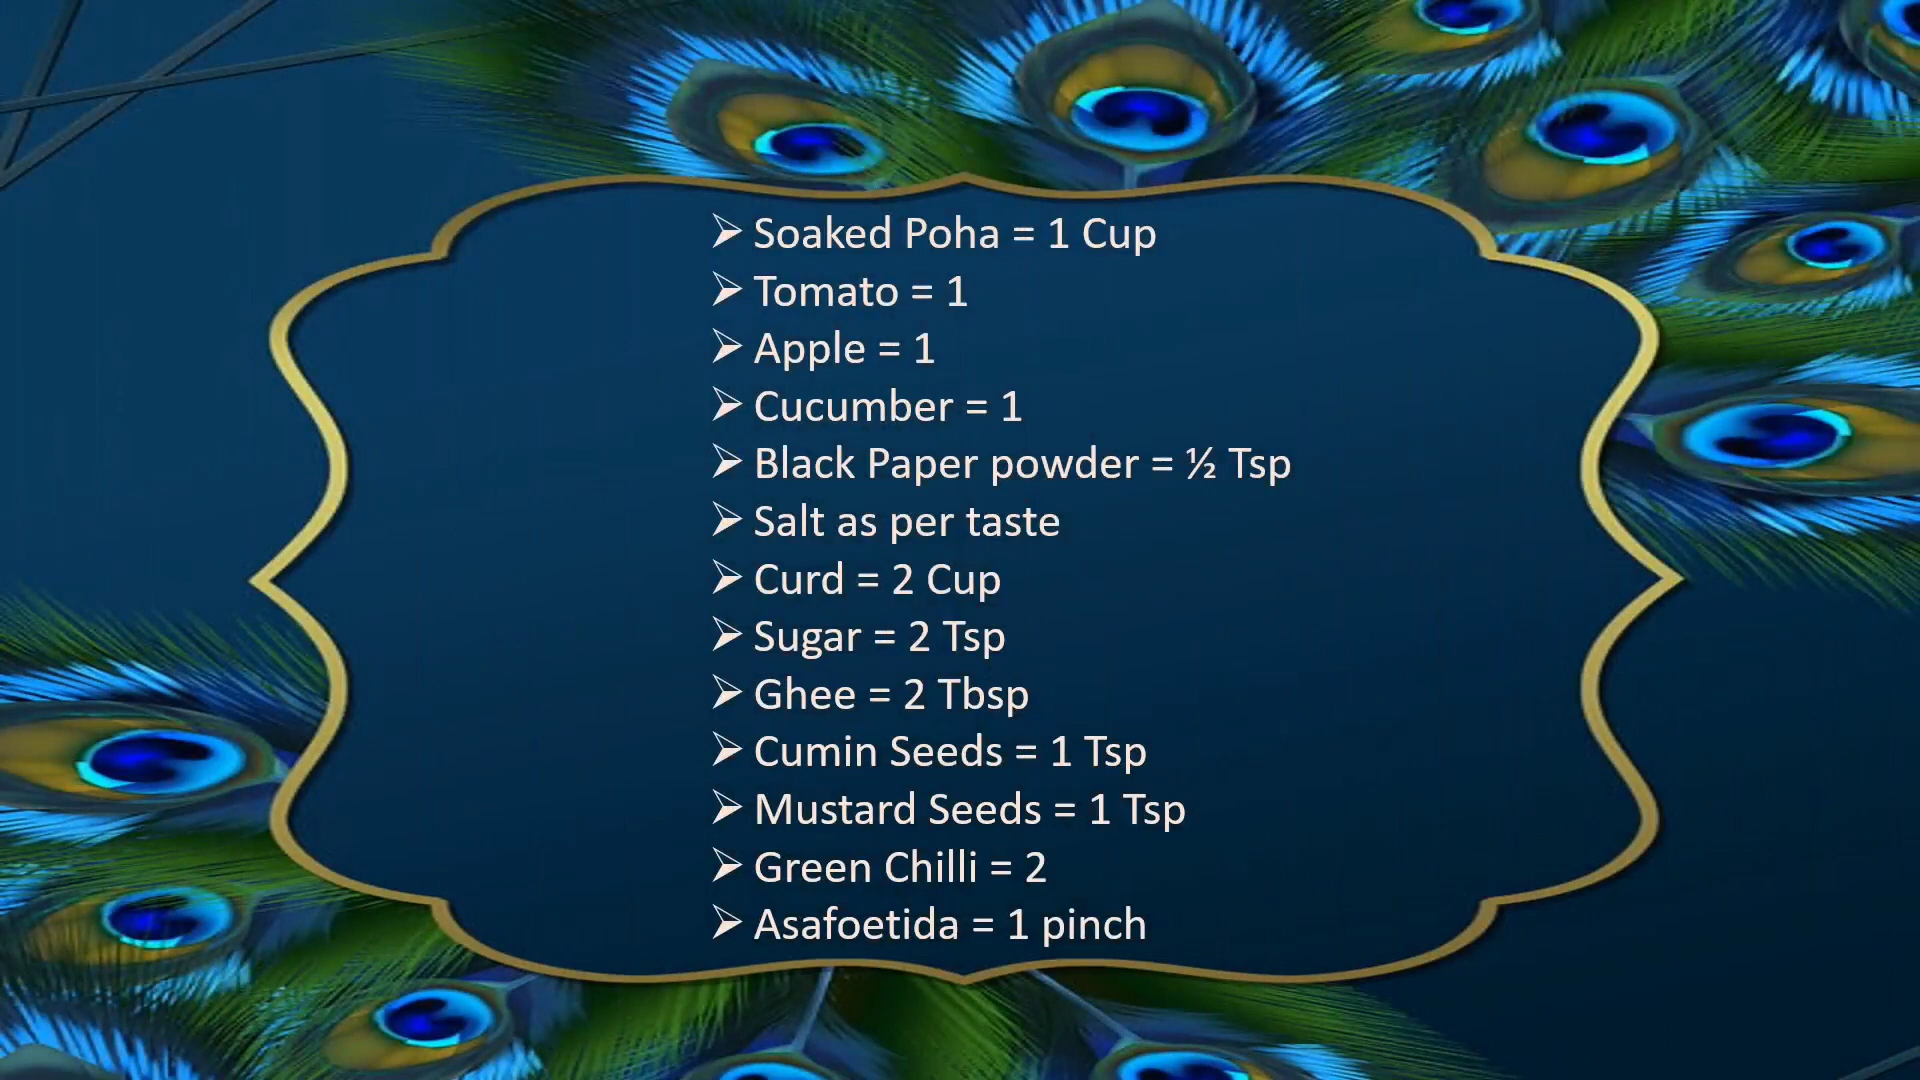 ➢ Soaked Poha = 1 Cup
➢ Tomato = 1
➢ Apple = 1
➢ Cucumber = 1
➢ Black Paper powder = ½ Tsp
➢ Salt as per taste
➢ Curd = 2 Cup
➢ Sugar = 2 Tsp
➢ Ghee = 2 Tbsp
➢ Cumin Seeds = 1 Tsp
➢ Mustard Seeds = 1 Tsp
➢ Green Chilli = 2
➢ Asafoetida = 1 pinch